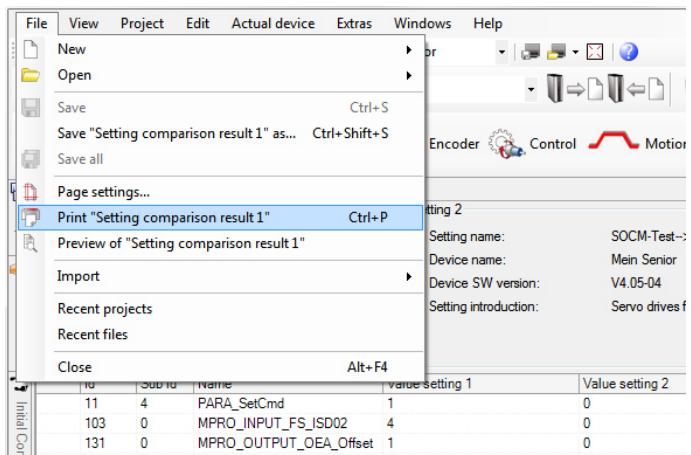 File View Project Edit Actual device Extras Windows Help
New
Open
Save Ctrl+S
Save "Setting comparison result 1" as... Ctrl+Shift+S
Save all
Page settings...
Print "Setting comparison result 1" Ctrl+P
Preview of "Setting comparison result 1"
Import
Recent projects
Recent files
Close Alt+F4
or
Encoder Control Motion
tting 2
Setting name: SOCM-Test--
Device name: Mein Senior
Device SW version: V4.05-04
Setting introduction: Servo drives f
Id Sub Id Name Value setting 1 Value setting 2
11 4 PARA_SetCmd 1 0
103 0 MPRO_INPUT_FS_ISD02 4 0
131 0 MPRO_OUTPUT_OEA_Offset 1 0
Initial Cor